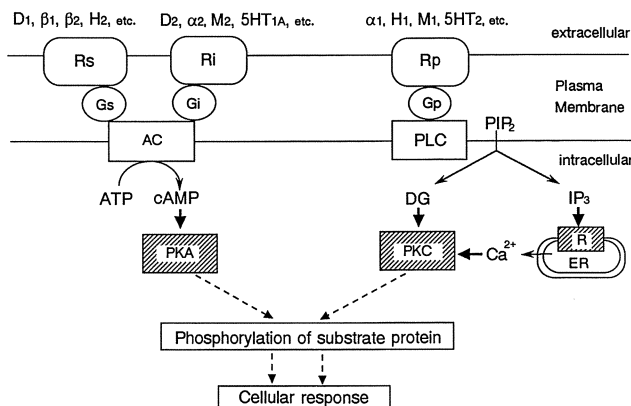 D1, β1, β2, H2, etc. D2, α2, M2, 5HT1A, etc. α1, H1, M1, 5HT2, etc.
extracellular
Rs Ri Rp
Plasma
Membrane
Gs Gi Gp
AC PLC PIP2
intracellular
ATP cAMP DG IP3
PKA PKC Ca2+ R
ER
Phosphorylation of substrate protein
Cellular response